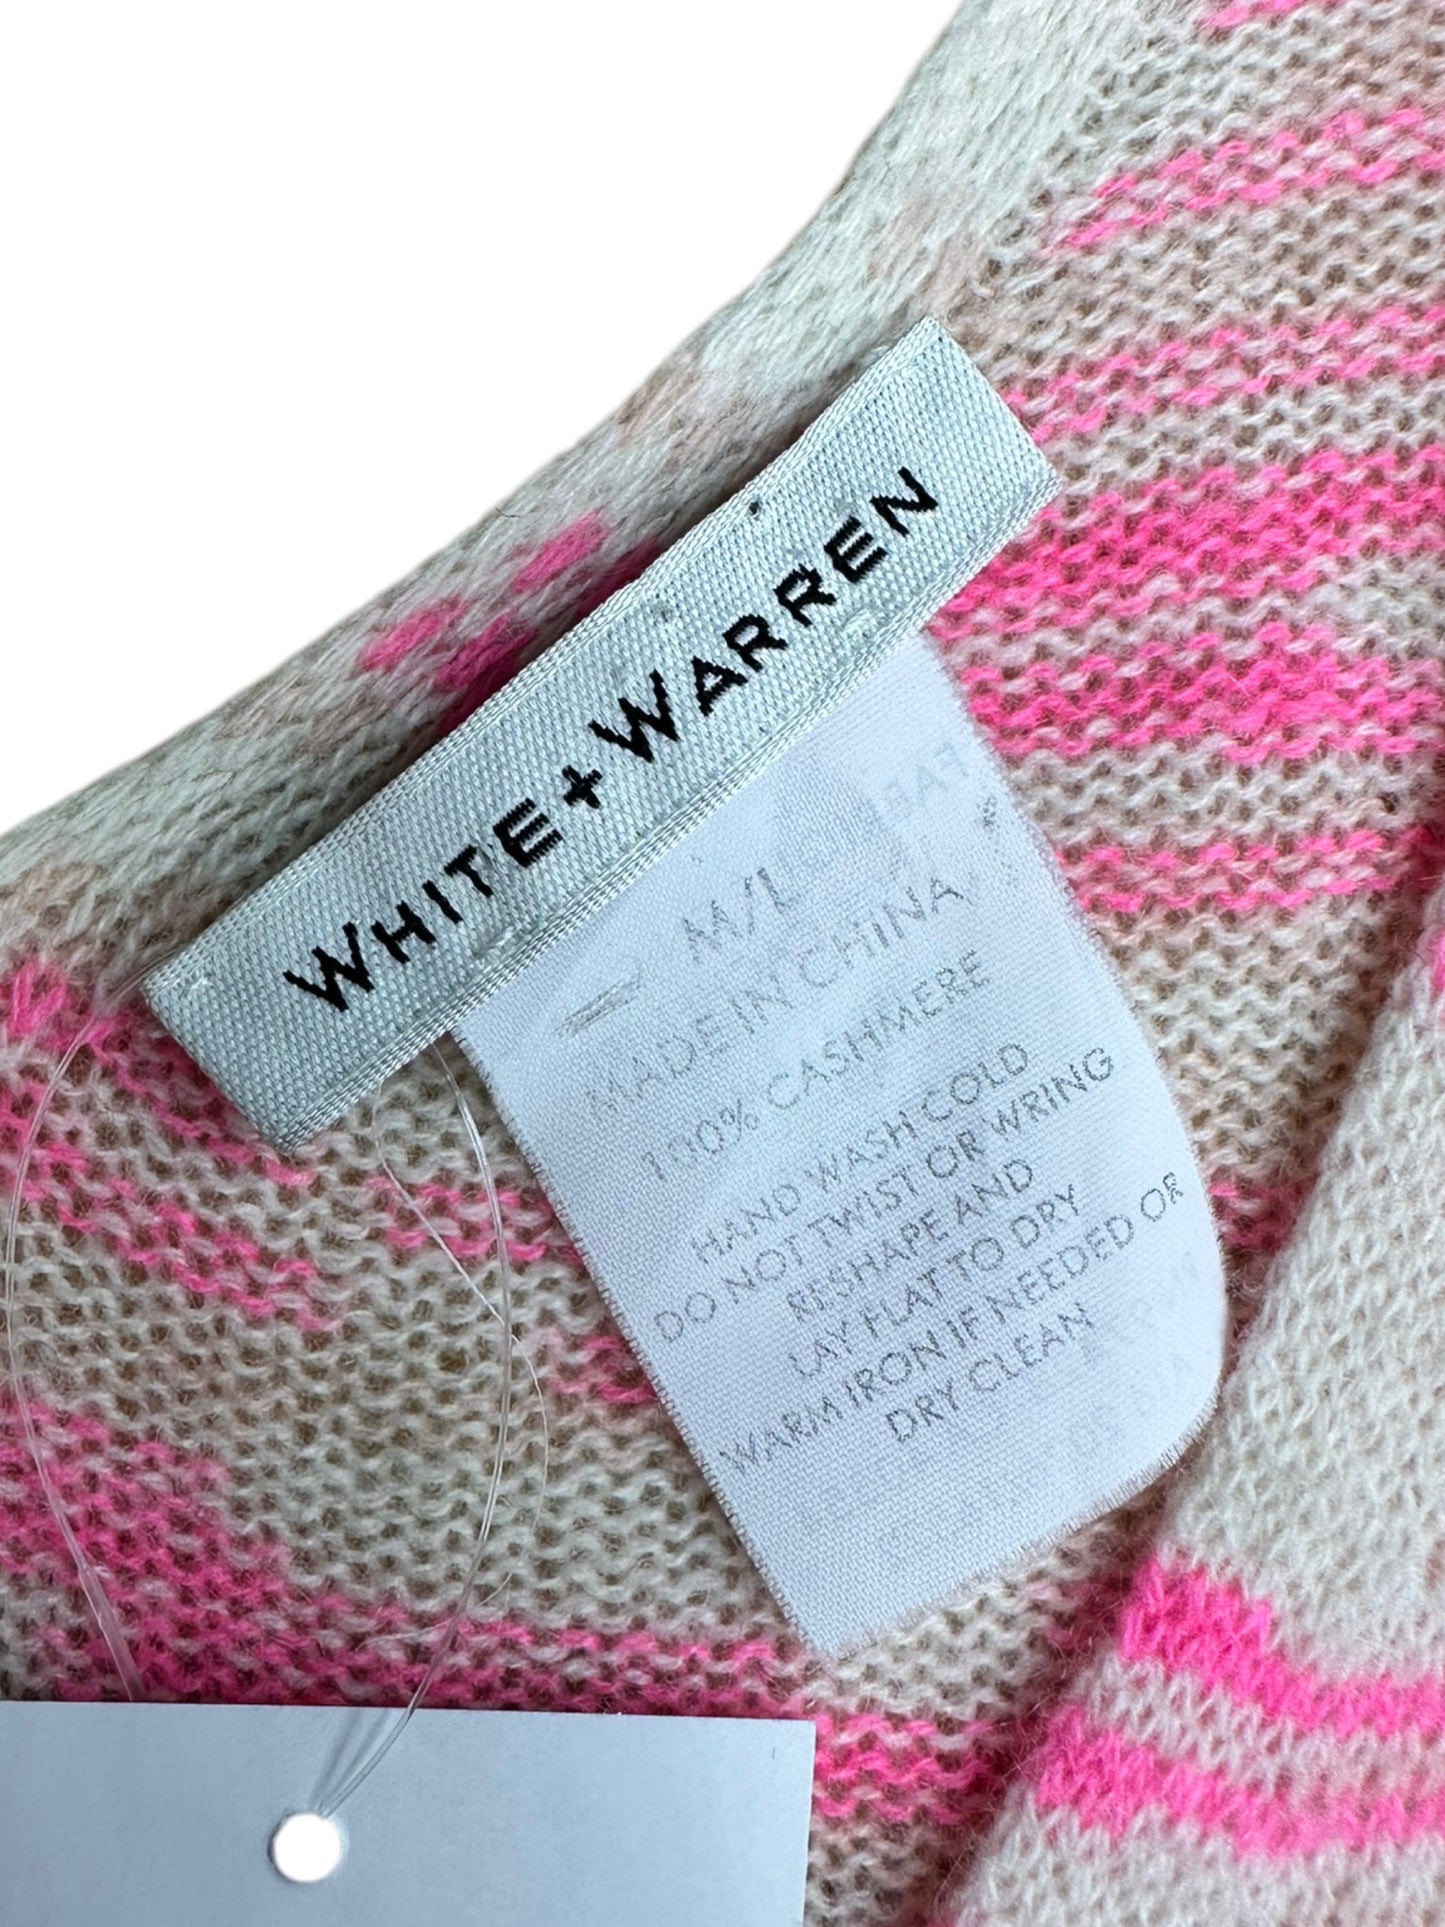 WHITE + WARREN
M/L
MADE IN CHINA
100% CASHMERE
HAND WASH COLD
DO NOT TWIST OR WRING
RESHAPE AND
LAY FLAT TO DRY
WARM IRON IF NEEDED OR
DRY CLEAN